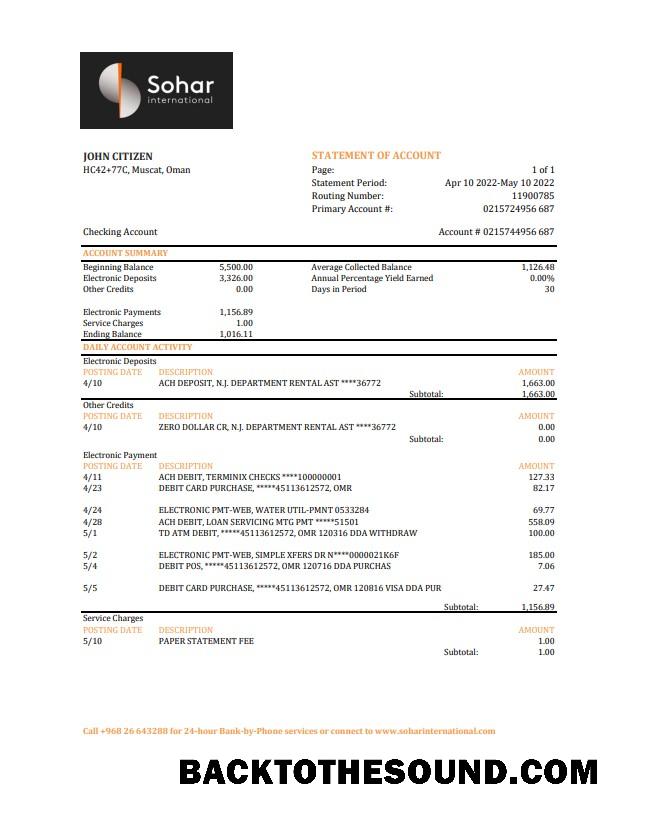 Sohar
international
JOHN CITIZEN
HC42+77C, Muscat, Oman
STATEMENT OF ACCOUNT
Page: 1 of 1
Statement Period: Apr 10 2022-May 10 2022
Routing Number: 11900785
Primary Account #: 0215724956 687
Checking Account Account # 0215744956 687
ACCOUNT SUMMARY
Beginning Balance 5,500.00 Average Collected Balance 1,126.48
Electronic Deposits 3,326.00 Annual Percentage Yield Earned 0.00%
Other Credits 0.00 Days in Period 30
Electronic Payments 1,156.89
Service Charges 1.00
Ending Balance 1,016.11
DAILY ACCOUNT ACTIVITY
Electronic Deposits
POSTING DATE DESCRIPTION AMOUNT
4/10 ACH DEPOSIT, N.J. DEPARTMENT RENTAL AST ****36772 1,663.00
Subtotal: 1,663.00
Other Credits
POSTING DATE DESCRIPTION AMOUNT
4/10 ZERO DOLLAR CR, N.J. DEPARTMENT RENTAL AST ****36772 0.00
Subtotal: 0.00
Electronic Payment
POSTING DATE DESCRIPTION AMOUNT
4/11 ACH DEBIT, TERMINIX CHECKS ****100000001 127.33
4/23 DEBIT CARD PURCHASE, *****45113612572, OMR 82.17
4/24 ELECTRONIC PMT-WEB, WATER UTIL-PMNT 0533284 69.77
4/28 ACH DEBIT, LOAN SERVICING MTG PMT *****51501 558.09
5/1 TD ATM DEBIT, *****45113612572, OMR 120316 DDA WITHDRAW 100.00
5/2 ELECTRONIC PMT-WEB, SIMPLE XFERS DR N****0000021K6F 185.00
5/4 DEBIT POS, *****45113612572, OMR 120716 DDA PURCHAS 7.06
5/5 DEBIT CARD PURCHASE, *****45113612572, OMR 120816 VISA DDA PUR 27.47
Subtotal: 1,156.89
Service Charges
POSTING DATE DESCRIPTION AMOUNT
5/10 PAPER STATEMENT FEE 1.00
Subtotal: 1.00
Call +968 26 643288 for 24-hour Bank-by-Phone services or connect to www.soharinternational.com
BACKTOTHESOUND.COM